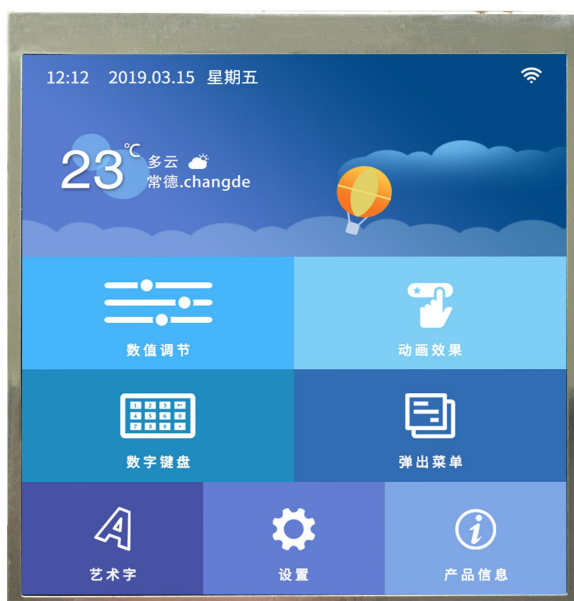 12:12 2019.03.15 星期五
23℃ 多云
常德.changde
数值调节
动画效果
数字键盘
弹出菜单
艺术字
设置
产品信息